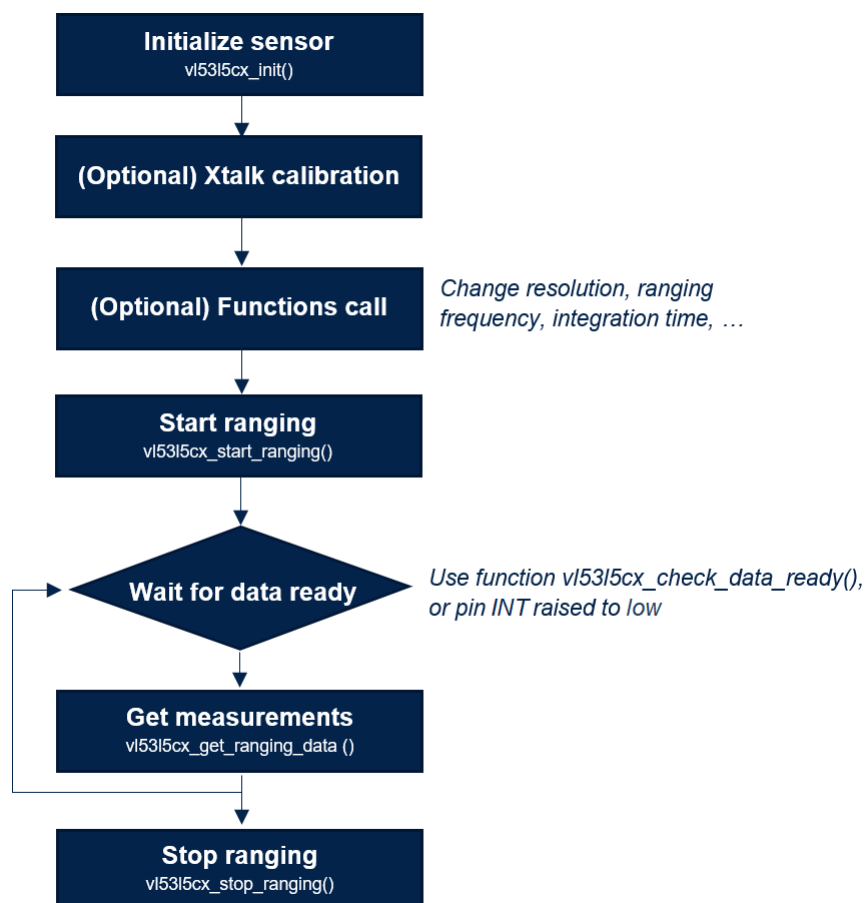 Initialize sensor
vl53l5cx_init()
(Optional) Xtalk calibration
(Optional) Functions call
Change resolution, ranging
frequency, integration time, …
Start ranging
vl53l5cx_start_ranging()
Wait for data ready
Use function vl53l5cx_check_data_ready(),
or pin INT raised to low
Get measurements
vl53l5cx_get_ranging_data ()
Stop ranging
vl53l5cx_stop_ranging()